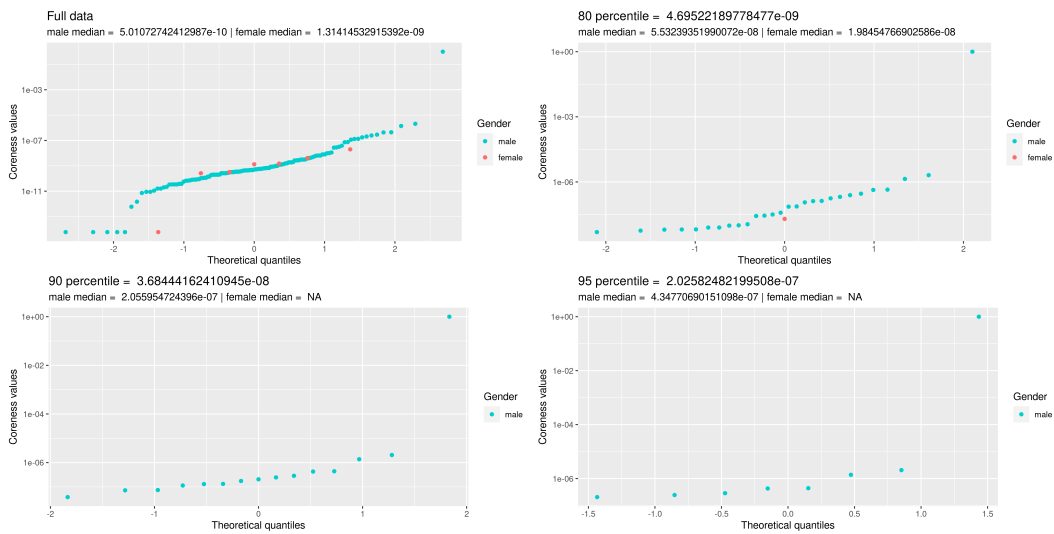 Full data
male median = 5.01072742412987e-10 | female median = 1.31414532915392e-09
Coreness values
1e-03
1e-07
1e-11
-2
-1
0
1
2
Theoretical quantiles
Gender
male
female
80 percentile = 4.69522189778477e-09
male median = 5.53239351990072e-08 | female median = 1.98454766902586e-08
Coreness values
1e+00
1e-03
1e-06
-2
-1
0
1
2
Theoretical quantiles
Gender
male
female
90 percentile = 3.68444162410945e-08
male median = 2.055954724396e-07 | female median = NA
Coreness values
1e+00
1e-02
1e-04
1e-06
-2
-1
0
1
2
Theoretical quantiles
Gender
male
95 percentile = 2.02582482199508e-07
male median = 4.34770690151098e-07 | female median = NA
Coreness values
1e+00
1e-02
1e-04
1e-06
-1.5
-1.0
-0.5
0.0
0.5
1.0
1.5
Theoretical quantiles
Gender
male